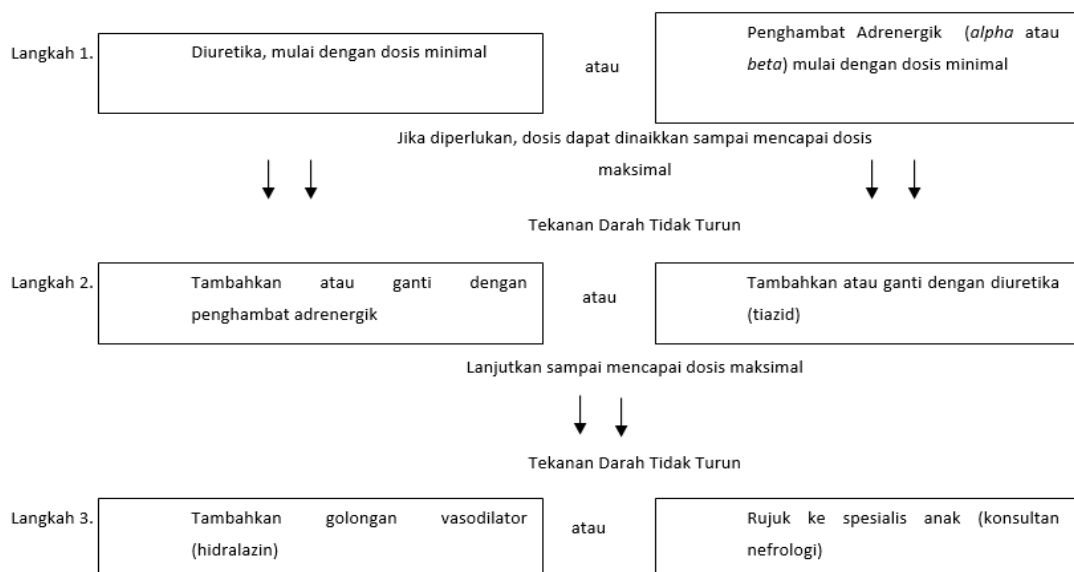 Langkah 1.
Diuretika, mulai dengan dosis minimal
atau
Penghambat Adrenergik (alpha atau
beta) mulai dengan dosis minimal
Jika diperlukan, dosis dapat dinaikkan sampai mencapai dosis
maksimal
Tekanan Darah Tidak Turun
Langkah 2.
Tambahkan atau ganti dengan
penghambat adrenergik
atau
Tambahkan atau ganti dengan diuretika
(tiazid)
Lanjutkan sampai mencapai dosis maksimal
Tekanan Darah Tidak Turun
Langkah 3.
Tambahkan golongan vasodilator
(hidralazin)
atau
Rujuk ke spesialis anak (konsultan
nefrologi)